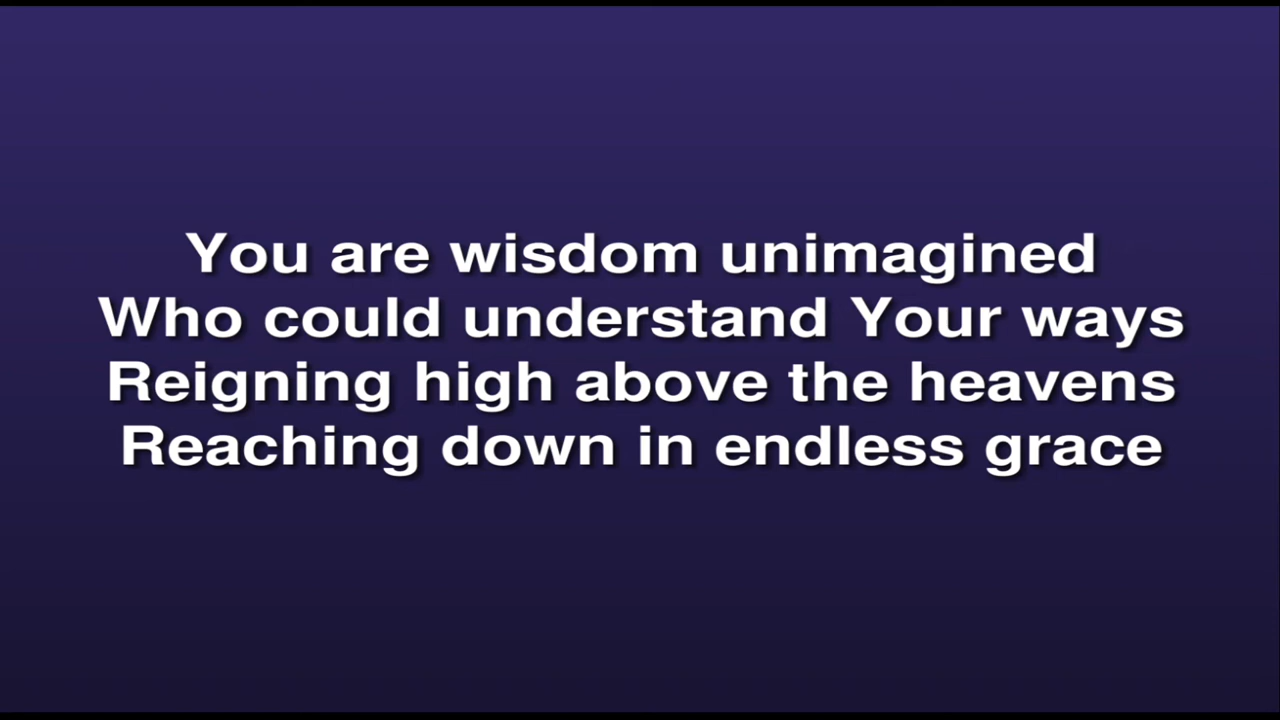 You are wisdom unimagined
Who could understand Your ways
Reigning high above the heavens
Reaching down in endless grace